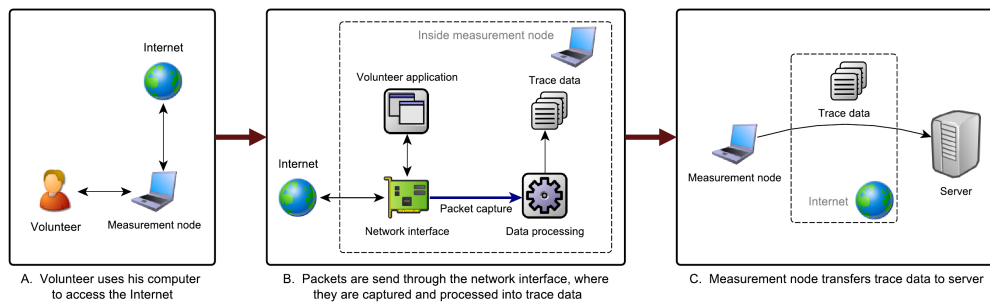 Internet
Volunteer
Measurement node
A. Volunteer uses his computer
to access the Internet
Inside measurement node
Volunteer application
Trace data
Internet
Packet capture
Network interface
Data processing
B. Packets are send through the network interface, where
they are captured and processed into trace data
Trace data
Measurement node
Server
Internet
C. Measurement node transfers trace data to server